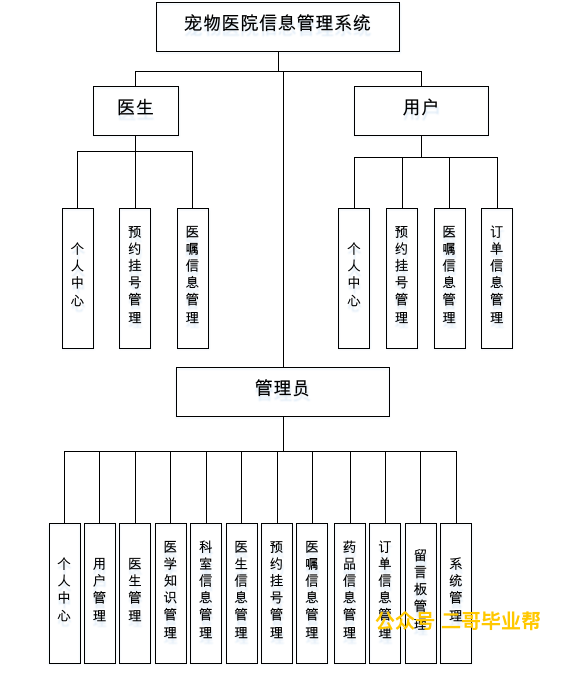 宠物医院信息管理系统
医生
用户
个人中心
预约挂号管理
医嘱信息管理
个人中心
预约挂号管理
医嘱信息管理
订单信息管理
管理员
个人中心
用户管理
医生管理
医学知识管理
科室信息管理
医生信息管理
预约挂号管理
医嘱信息管理
药品信息管理
订单信息管理
留言板管理
系统管理
公众号 二哥毕业帮